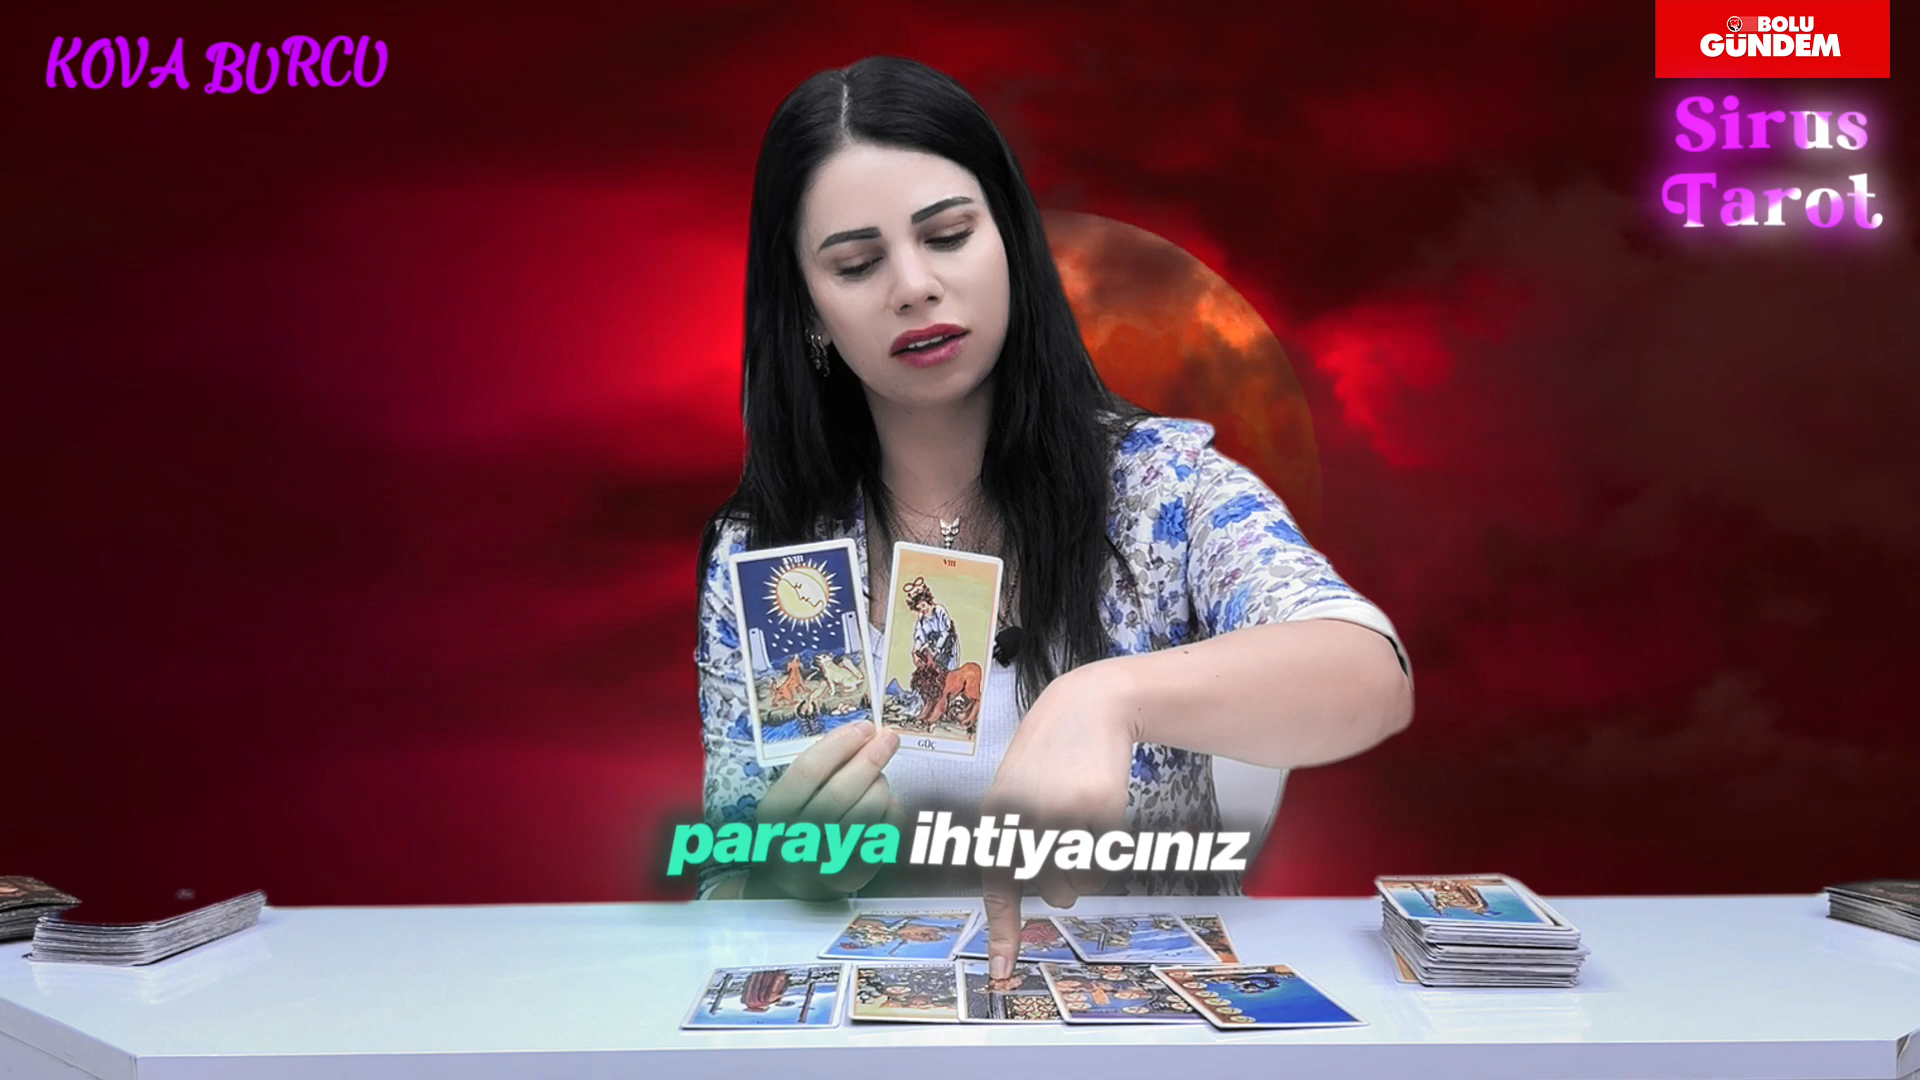 KOVA BURCU
BOLU
GÜNDEM
Sirus
Tarot
XVIII
VIII
GÜÇ
paraya ihtiyacınız